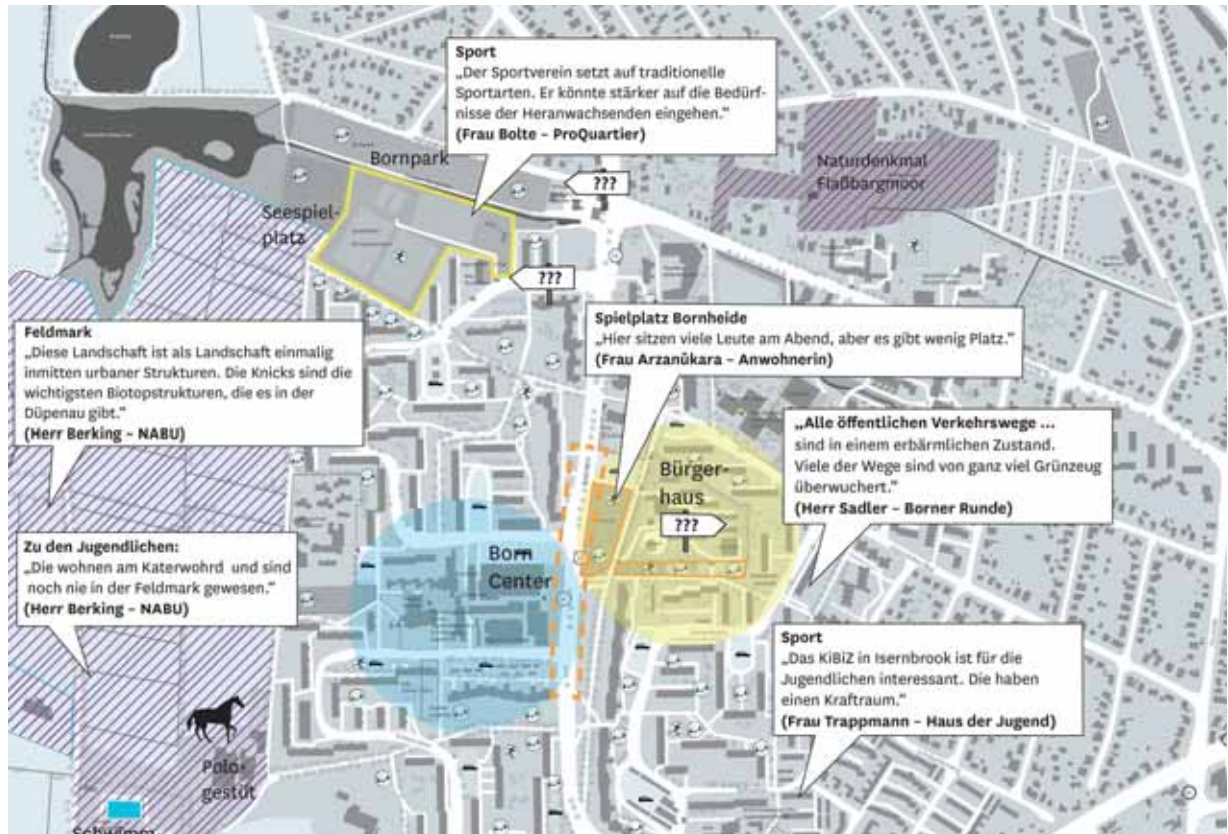 Sport
„Der Sportverein setzt auf traditionelle
Sportarten. Er könnte stärker auf die Bedürf-
nisse der Heranwachsenden eingehen.”
(Frau Bolte – ProQuartier)
Bornpark
???
Naturdenkmal
Flaßbargmoor
Seespiel-
platz
???
Feldmark
„Diese Landschaft ist als Landschaft einmalig
inmitten urbaner Strukturen. Die Knicks sind die
wichtigsten Biotopstrukturen, die es in der
Düpenau gibt.”
(Herr Berking – NABU)
Spielplatz Bornheide
„Hier sitzen viele Leute am Abend, aber es gibt wenig Platz.”
(Frau Arzanûkara – Anwohnerin)
„Alle öffentlichen Verkehrswege ...
sind in einem erbärmlichen Zustand.
Viele der Wege sind von ganz viel Grünzeug
überwuchert.”
(Herr Sadler – Borner Runde)
Bürger-
haus
???
Born
Center
Zu den Jugendlichen:
„Die wohnen am Katerwohrd und sind
noch nie in der Feldmark gewesen.”
(Herr Berking – NABU)
Sport
„Das KiBiZ in Isernbrook ist für die
Jugendlichen interessant. Die haben
einen Kraftraum.”
(Frau Trappmann – Haus der Jugend)
Polo-
gestüt
Schwimm